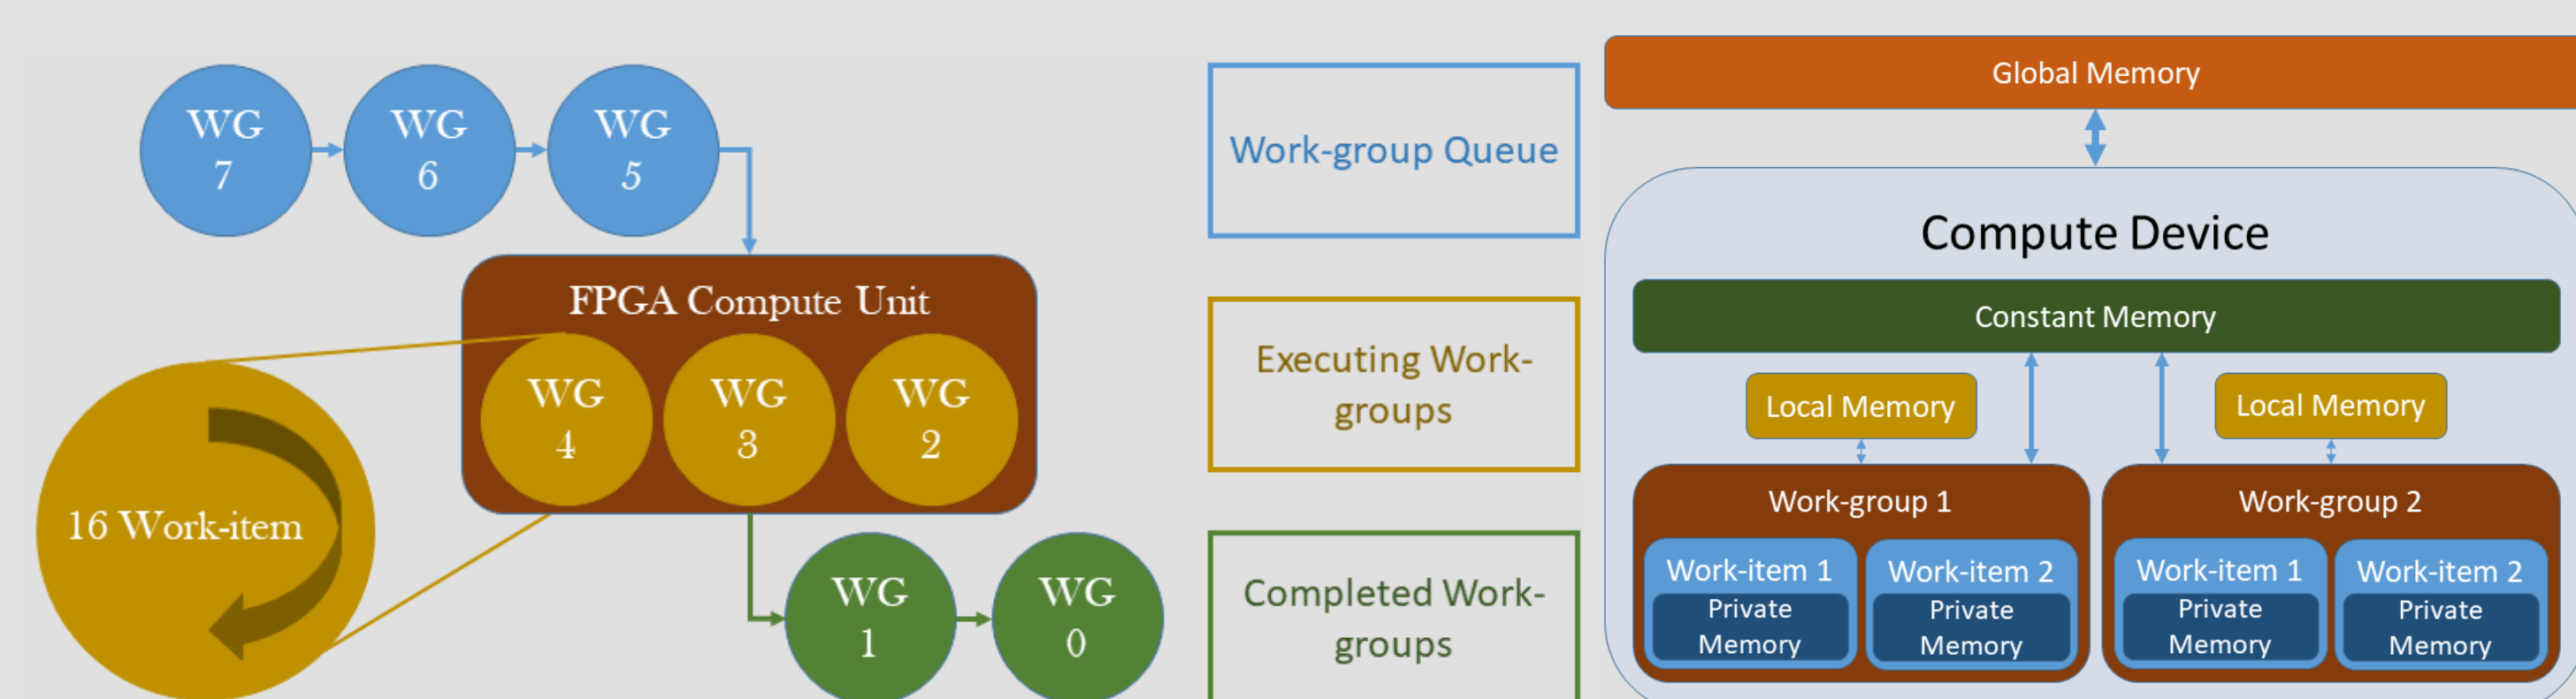 WG
7
WG
6
WG
5
FPGA Compute Unit
WG
4
WG
3
WG
2
16 Work-item
WG
1
WG
0
Work-group Queue
Executing Work-
groups
Completed Work-
groups
Global Memory
Compute Device
Constant Memory
Local Memory
Local Memory
Work-group 1
Work-item 1
Private
Memory
Work-item 2
Private
Memory
Work-group 2
Work-item 1
Private
Memory
Work-item 2
Private
Memory